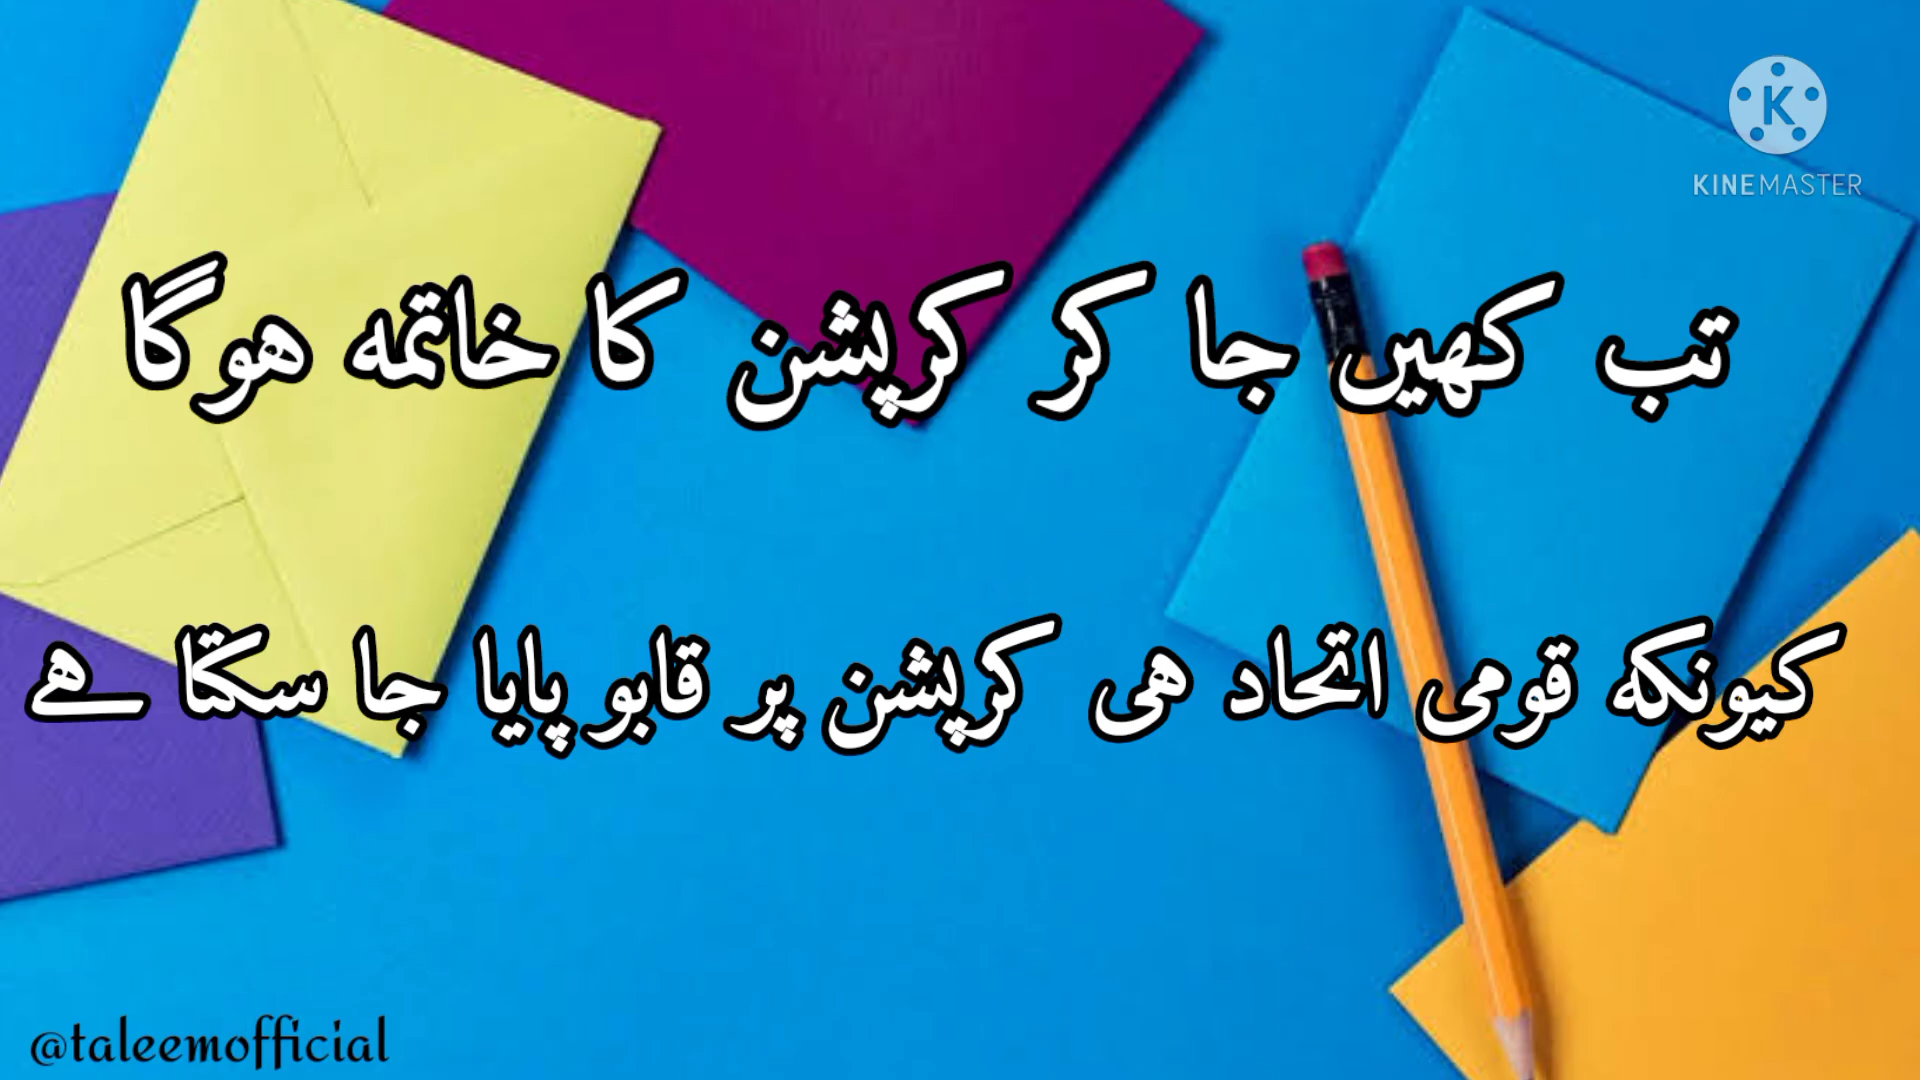 KINEMASTER
تب کھیں جا کر کرپشن کا خاتمہ ھوگا
کیونکہ قومی اتحاد ھی کرپشن پر قابو پایا جا سکتا ھے
@taleemofficial